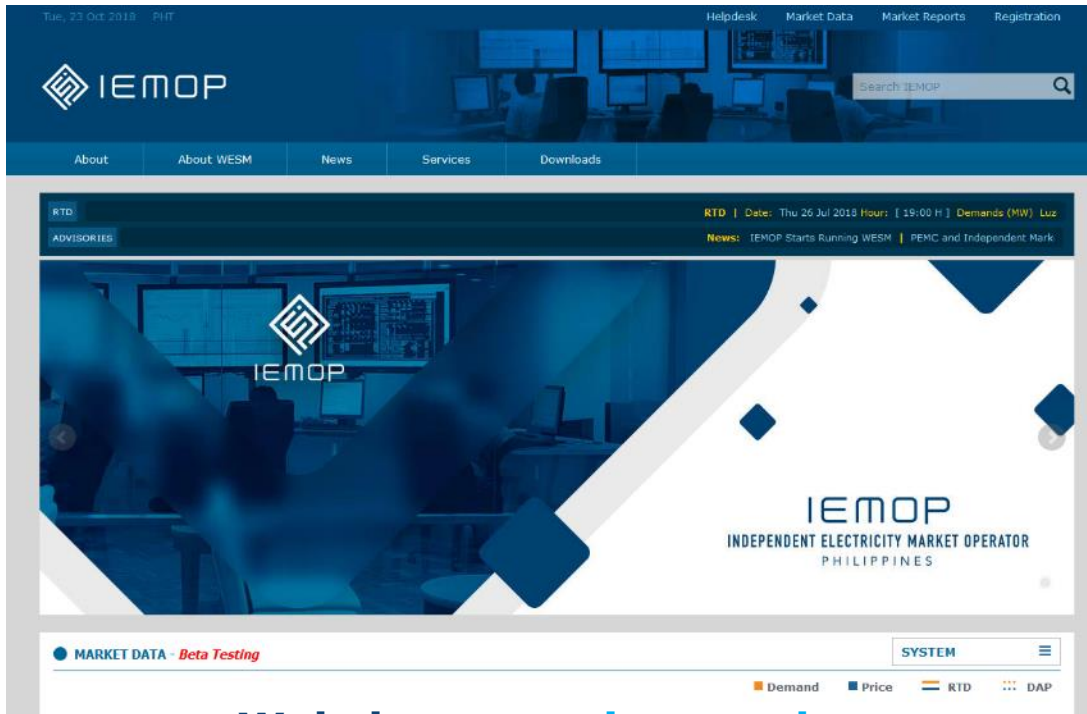 Tue, 23 Oct 2018 PHT
Helpdesk Market Data Market Reports Registration
IEMOP
Search IEMOP
About About WESM News Services Downloads
RTD
RTD | Date: Thu 26 Jul 2018 Hour: [ 19:00 H ] Demands (MW) Luz
ADVISORIES
News: IEMOP Starts Running WESM | PEMC and Independent Mark
IEMOP
IEMOP
INDEPENDENT ELECTRICITY MARKET OPERATOR
PHILIPPINES
MARKET DATA - Beta Testing
SYSTEM
Demand Price RTD DAP